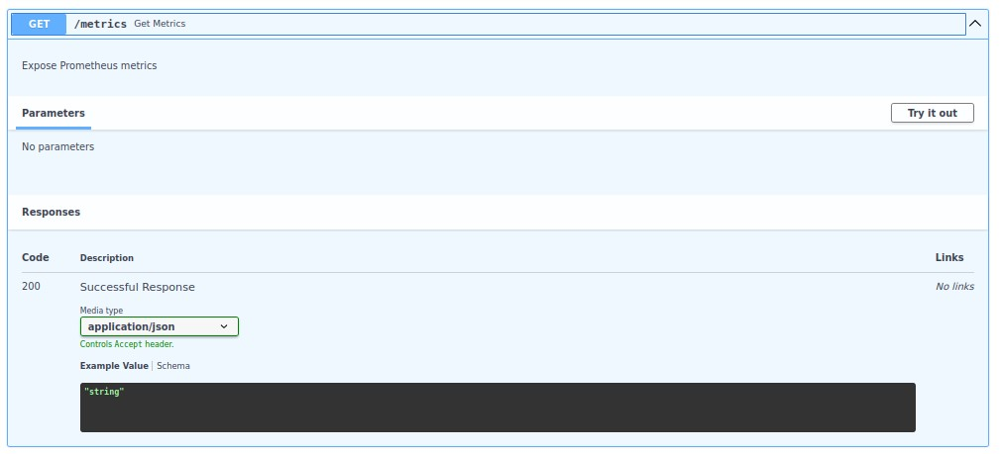 GET /metrics Get Metrics
Expose Prometheus metrics
Parameters Try it out
No parameters
Responses
Code Description Links
200 Successful Response No links
Media type
application/json
Controls Accept header.
Example Value Schema
"string"